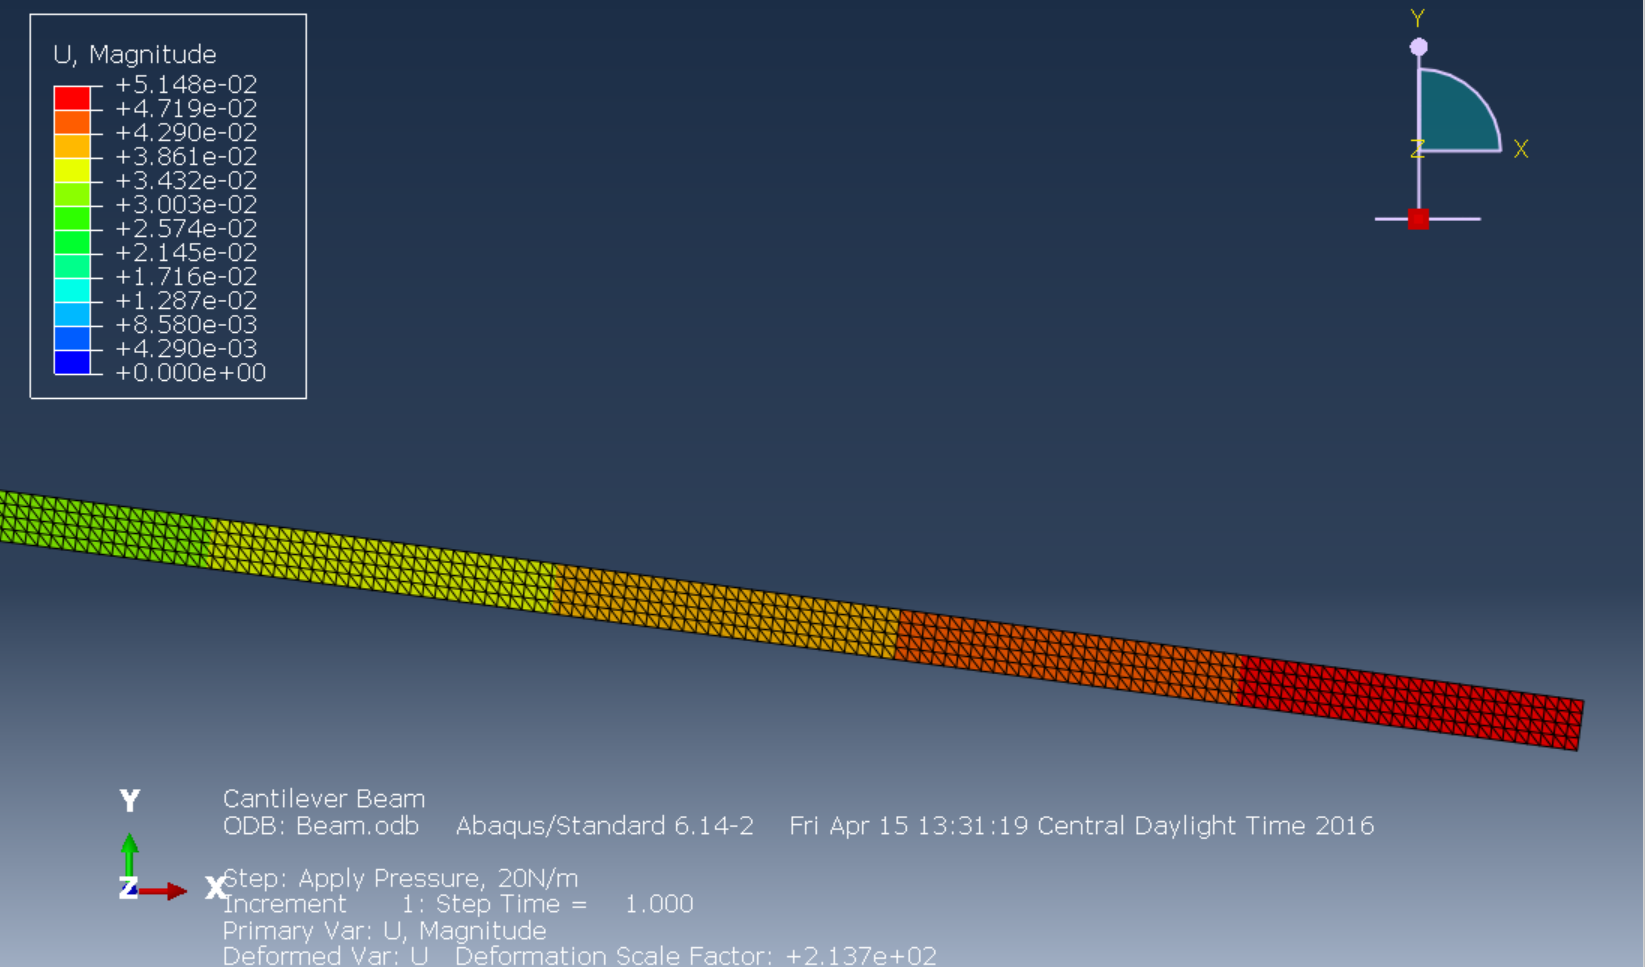 U, Magnitude
+5.148e-02
+4.719e-02
+4.290e-02
+3.861e-02
+3.432e-02
+3.003e-02
+2.574e-02
+2.145e-02
+1.716e-02
+1.287e-02
+8.580e-03
+4.290e-03
+0.000e+00
Y
Z X
Y
Z X
Cantilever Beam
ODB: Beam.odb Abaqus/Standard 6.14-2 Fri Apr 15 13:31:19 Central Daylight Time 2016
Step: Apply Pressure, 20N/m
Increment 1: Step Time = 1.000
Primary Var: U, Magnitude
Deformed Var: U Deformation Scale Factor: +2.137e+02